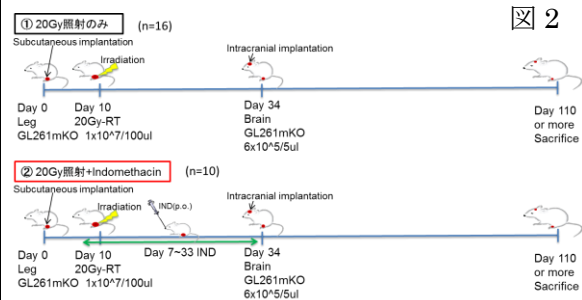 図 2
① 20Gy照射のみ (n=16)
Subcutaneous implantation
Irradiation
Intracranial implantation
Day 0
Leg
GL261mKO 1x10^7/100ul
Day 10
20Gy-RT
Day 34
Brain
GL261mKO
6x10^5/5ul
Day 110
or more
Sacrifice
② 20Gy照射+Indomethacin (n=10)
Subcutaneous implantation
Irradiation
IND(p.o.)
Intracranial implantation
Day 7~33 IND
Day 0
Leg
GL261mKO 1x10^7/100ul
Day 10
20Gy-RT
Day 34
Brain
GL261mKO
6x10^5/5ul
Day 110
or more
Sacrifice